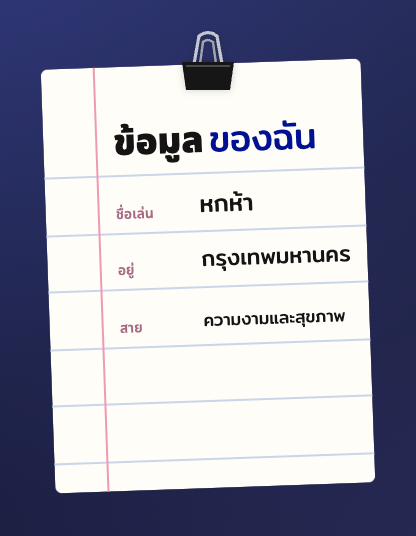 ข้อมูล ของฉัน
ชื่อเล่น หกห้า
อยู่ กรุงเทพมหานคร
สาย ความงามและสุขภาพ